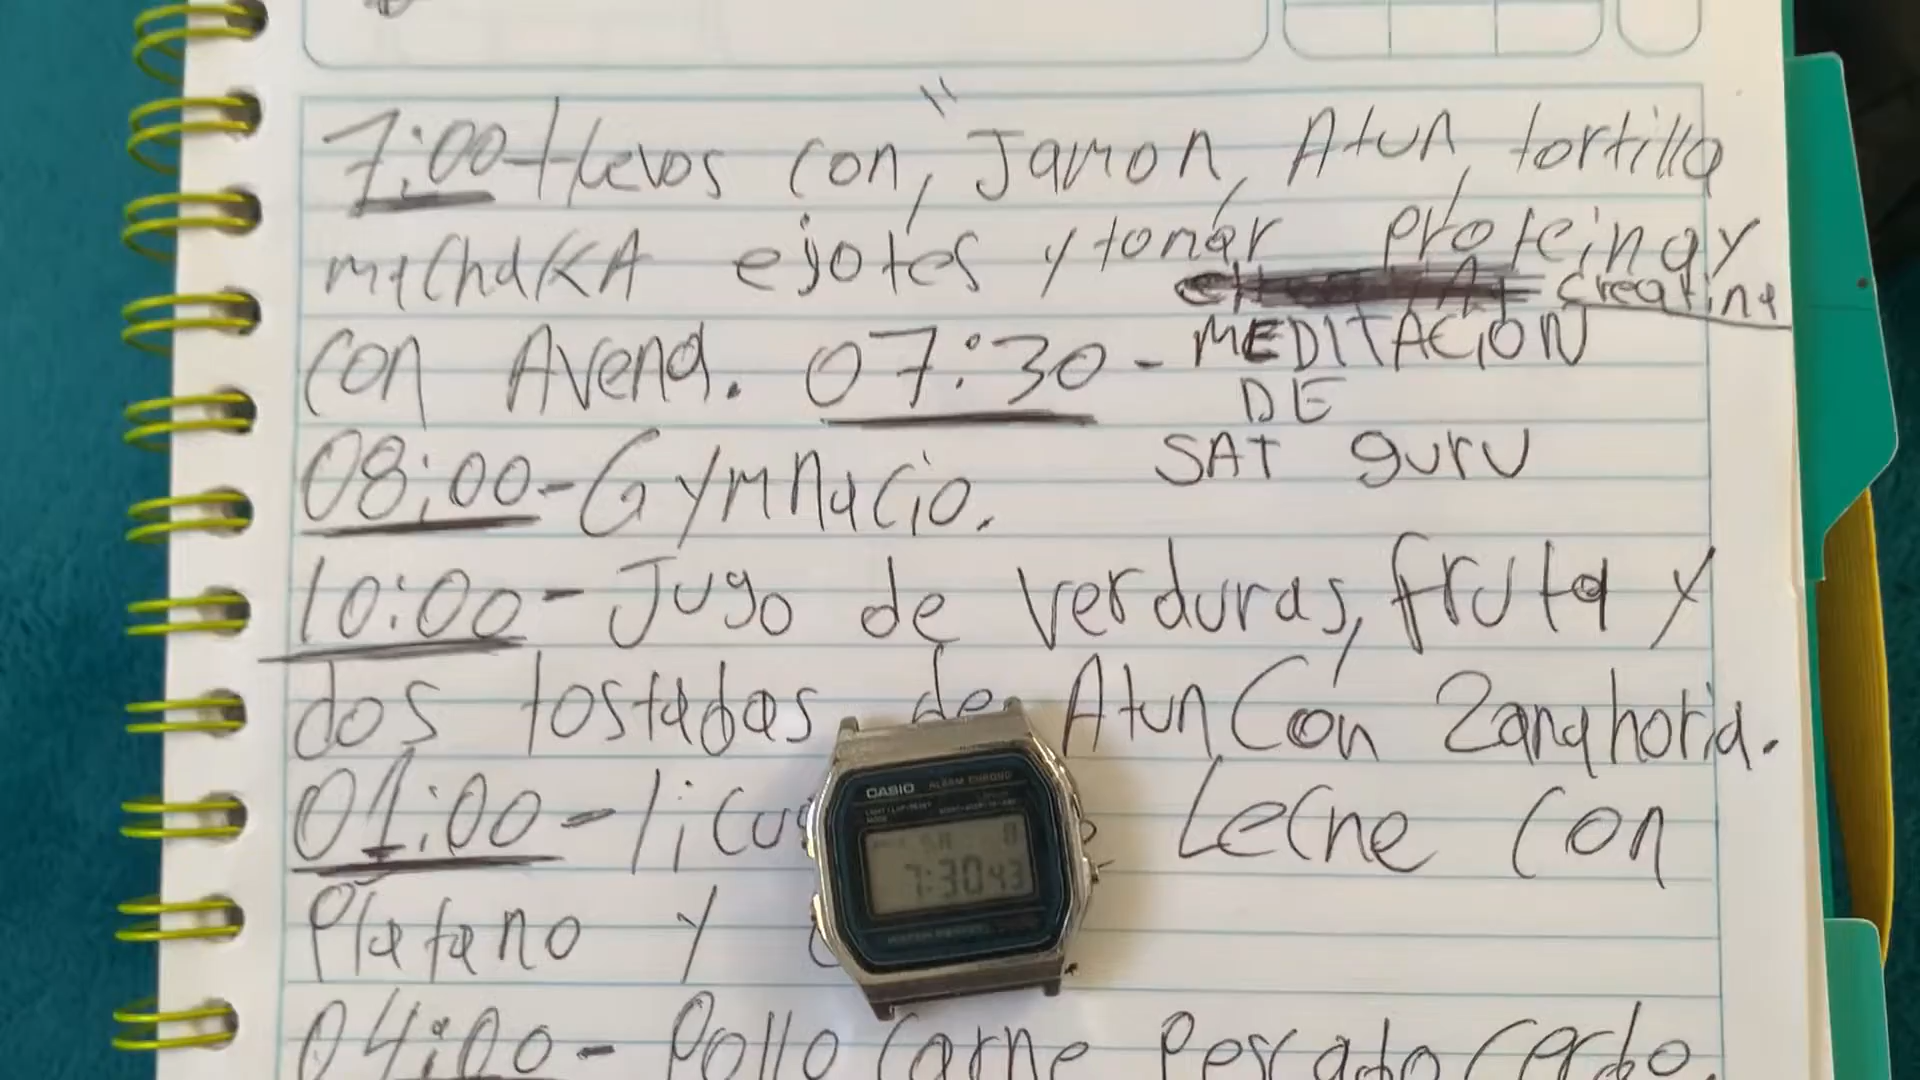 7:00-Huevos con, Jamon, Atun, tortilla
machaKA ejotes y tomar proteina y
creatina
con Avena. 07:30 - MEDITACION
DE
08:00-Gymnacio. SAT guru
10:00-Jugo de verduras, fruta y
dos tostadas de Atun Con Zanahoria.
01:00- Leche con
Platano y
CASIO ALARM CHRONO
7:30 43
04:00- Pollo Carne Pescado Cerdo.